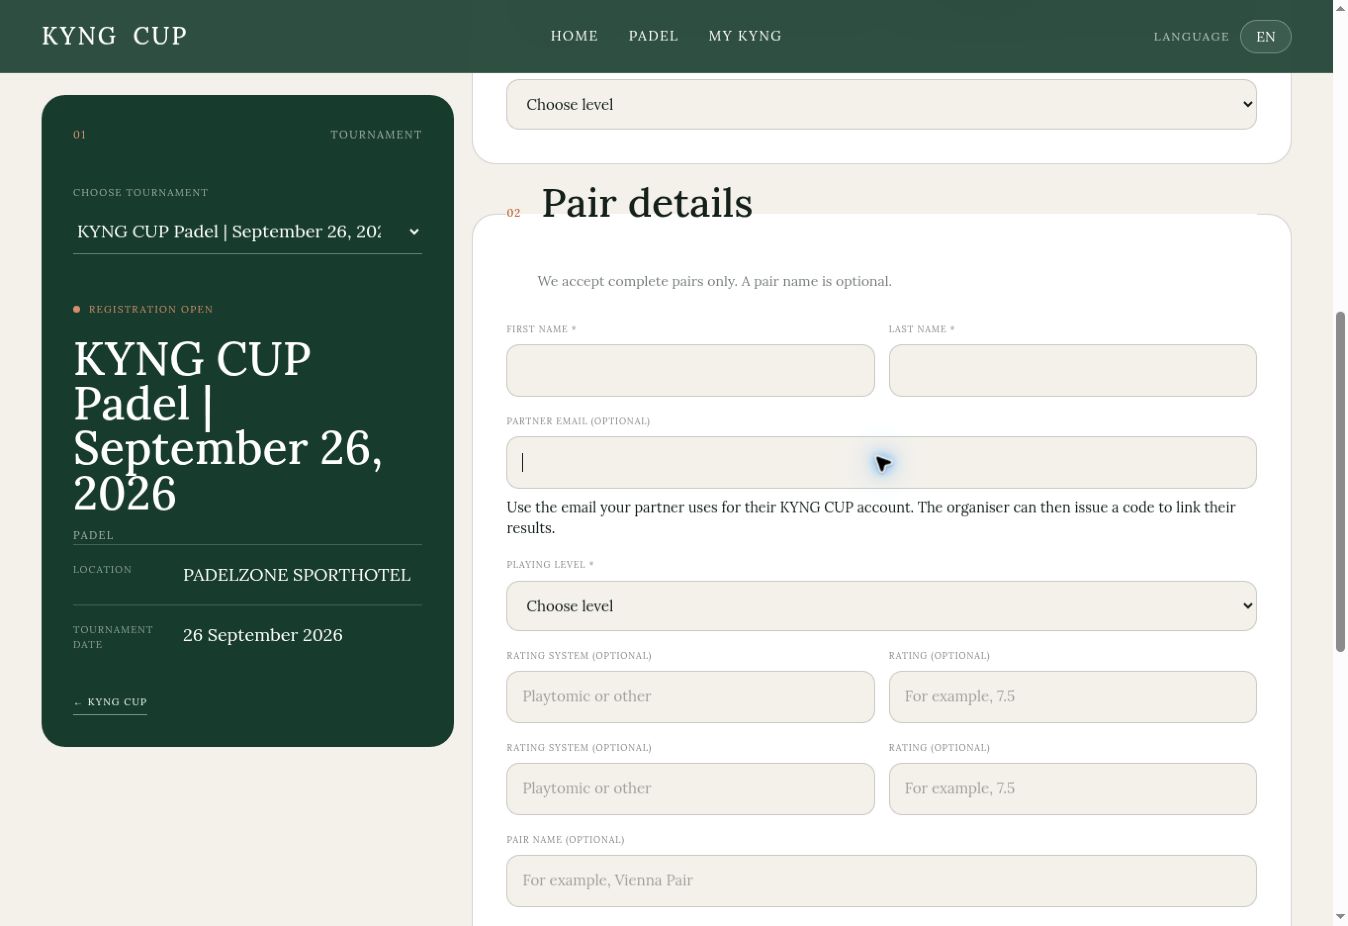 KYNG CUP
HOME
PADEL
MY KYNG
LANGUAGE
EN
01
TOURNAMENT
CHOOSE TOURNAMENT
KYNG CUP Padel | September 26, 202
REGISTRATION OPEN
KYNG CUP
Padel |
September 26,
2026
PADEL
LOCATION
PADELZONE SPORTHOTEL
TOURNAMENT
DATE
26 September 2026
← KYNG CUP
Choose level
02
Pair details
We accept complete pairs only. A pair name is optional.
FIRST NAME *
LAST NAME *
PARTNER EMAIL (OPTIONAL)
Use the email your partner uses for their KYNG CUP account. The organiser can then issue a code to link their
results.
PLAYING LEVEL *
Choose level
RATING SYSTEM (OPTIONAL)
RATING (OPTIONAL)
Playtomic or other
For example, 7.5
RATING SYSTEM (OPTIONAL)
RATING (OPTIONAL)
Playtomic or other
For example, 7.5
PAIR NAME (OPTIONAL)
For example, Vienna Pair